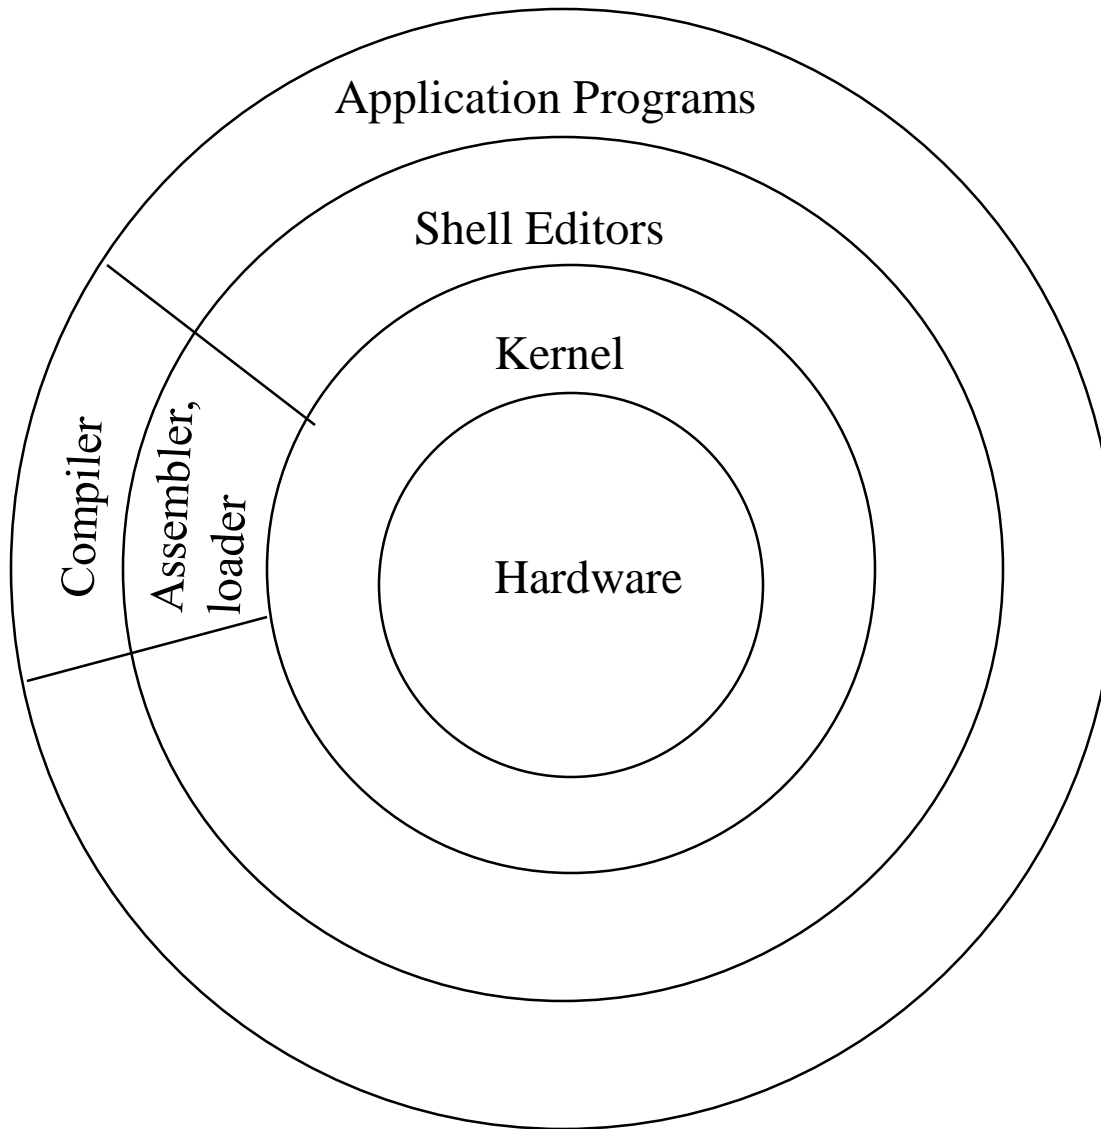 Application Programs
Shell Editors
Kernel
Hardware
Compiler
Assembler,
loader